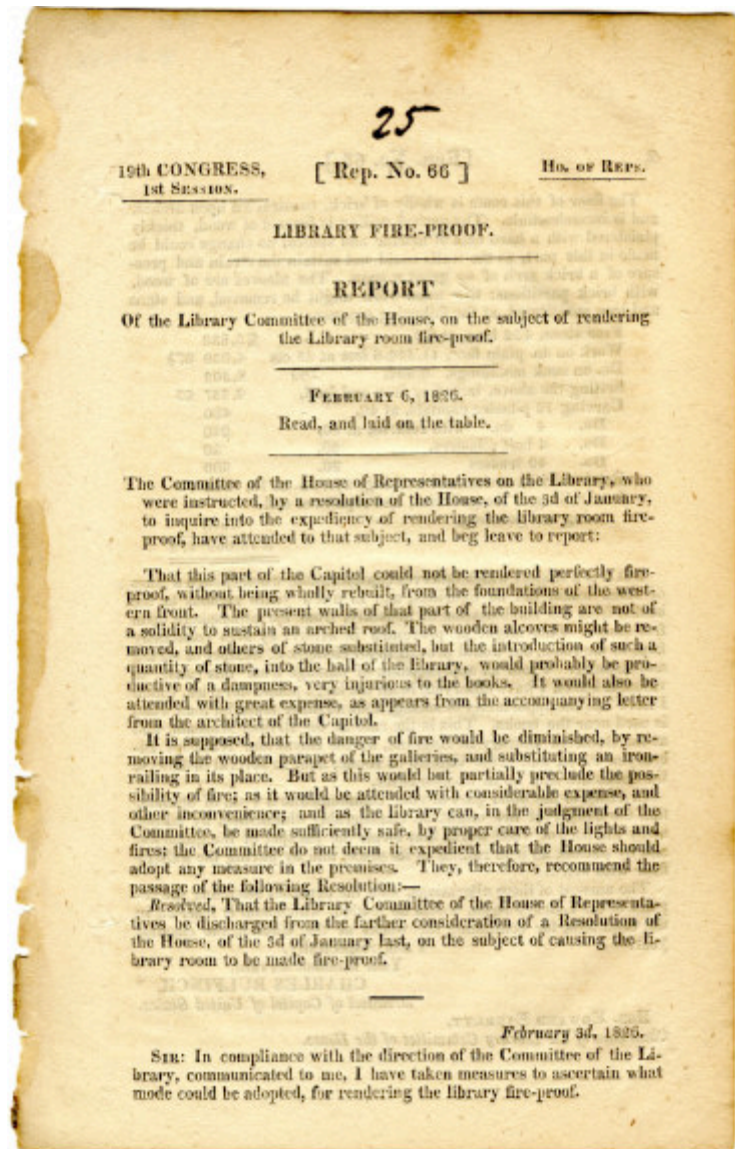 25
19th CONGRESS,
1st SESSION.
[ Rep. No. 66 ]
HO. OF REPS.
LIBRARY FIRE-PROOF.
REPORT
Of the Library Committee of the House, on the subject of rendering
the Library room fire-proof.
FEBRUARY 6, 1826.
Read, and laid on the table.
The Committee of the House of Representatives on the Library, who
were instructed, by a resolution of the House, of the 3d of January,
to inquire into the expediency of rendering the library room fire-
proof, have attended to that subject, and beg leave to report:
That this part of the Capitol could not be rendered perfectly fire-
proof, without being wholly rebuilt, from the foundations of the west-
ern front. The present walls of that part of the building are not of
a solidity to sustain an arched roof. The wooden alcoves might be re-
moved, and others of stone substituted, but the introduction of such a
quantity of stone, into the hall of the library, would probably be pro-
ductive of a dampness, very injurious to the books. It would also be
attended with great expense, as appears from the accompanying letter
from the architect of the Capitol.
It is supposed, that the danger of fire would be diminished, by re-
moving the wooden parapet of the galleries, and substituting an iron-
railing in its place. But as this would but partially preclude the pos-
sibility of fire; as it would be attended with considerable expense, and
other inconvenience; and as the library can, in the judgment of the
Committee, be made sufficiently safe, by proper care of the lights and
fires; the Committee do not deem it expedient that the House should
adopt any measure in the premises. They, therefore, recommend the
passage of the following Resolution:—
Resolved, That the Library Committee of the House of Representa-
tives be discharged from the farther consideration of a Resolution of
the House, of the 3d of January last, on the subject of causing the li-
brary room to be made fire-proof.
February 3d, 1826.
SIR: In compliance with the direction of the Committee of the Li-
brary, communicated to me, I have taken measures to ascertain what
mode could be adopted, for rendering the library fire-proof.